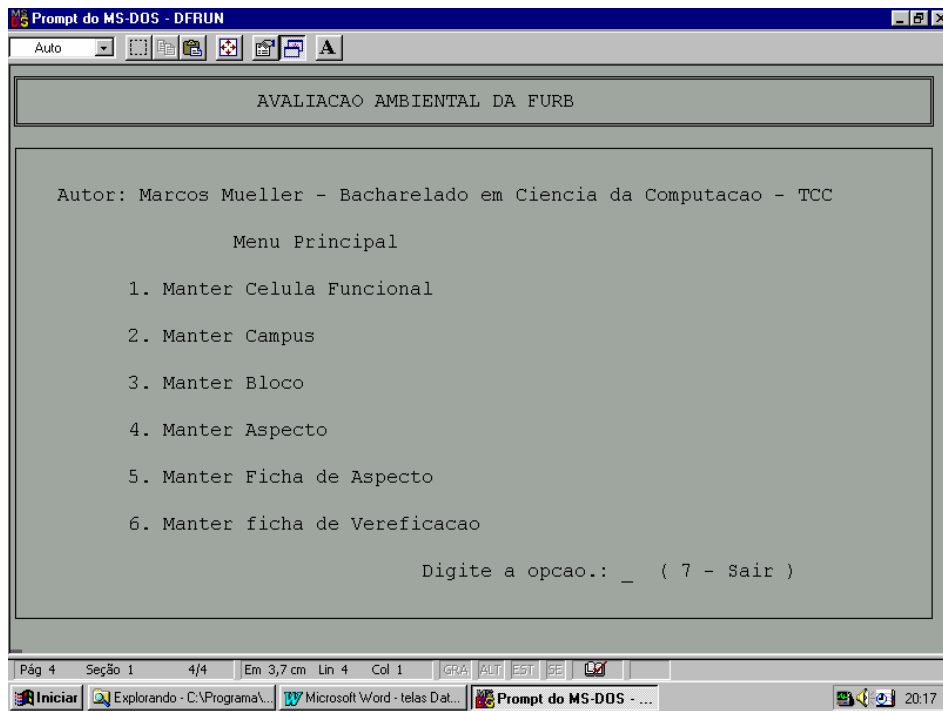 Prompt do MS-DOS - DFRUN
Auto
A
AVALIACAO AMBIENTAL DA FURB
Autor: Marcos Mueller - Bacharelado em Ciencia da Computacao - TCC
Menu Principal
1. Manter Celula Funcional
2. Manter Campus
3. Manter Bloco
4. Manter Aspecto
5. Manter Ficha de Aspecto
6. Manter ficha de Vereficacao
Digite a opcao.: _ ( 7 - Sair )
Pág 4 Seção 1 4/4 Em 3,7 cm Lin 4 Col 1 GRA ALT EST SE
Iniciar Explorando - C:\Programa\... Microsoft Word - telas Dat... Prompt do MS-DOS - ... 20:17